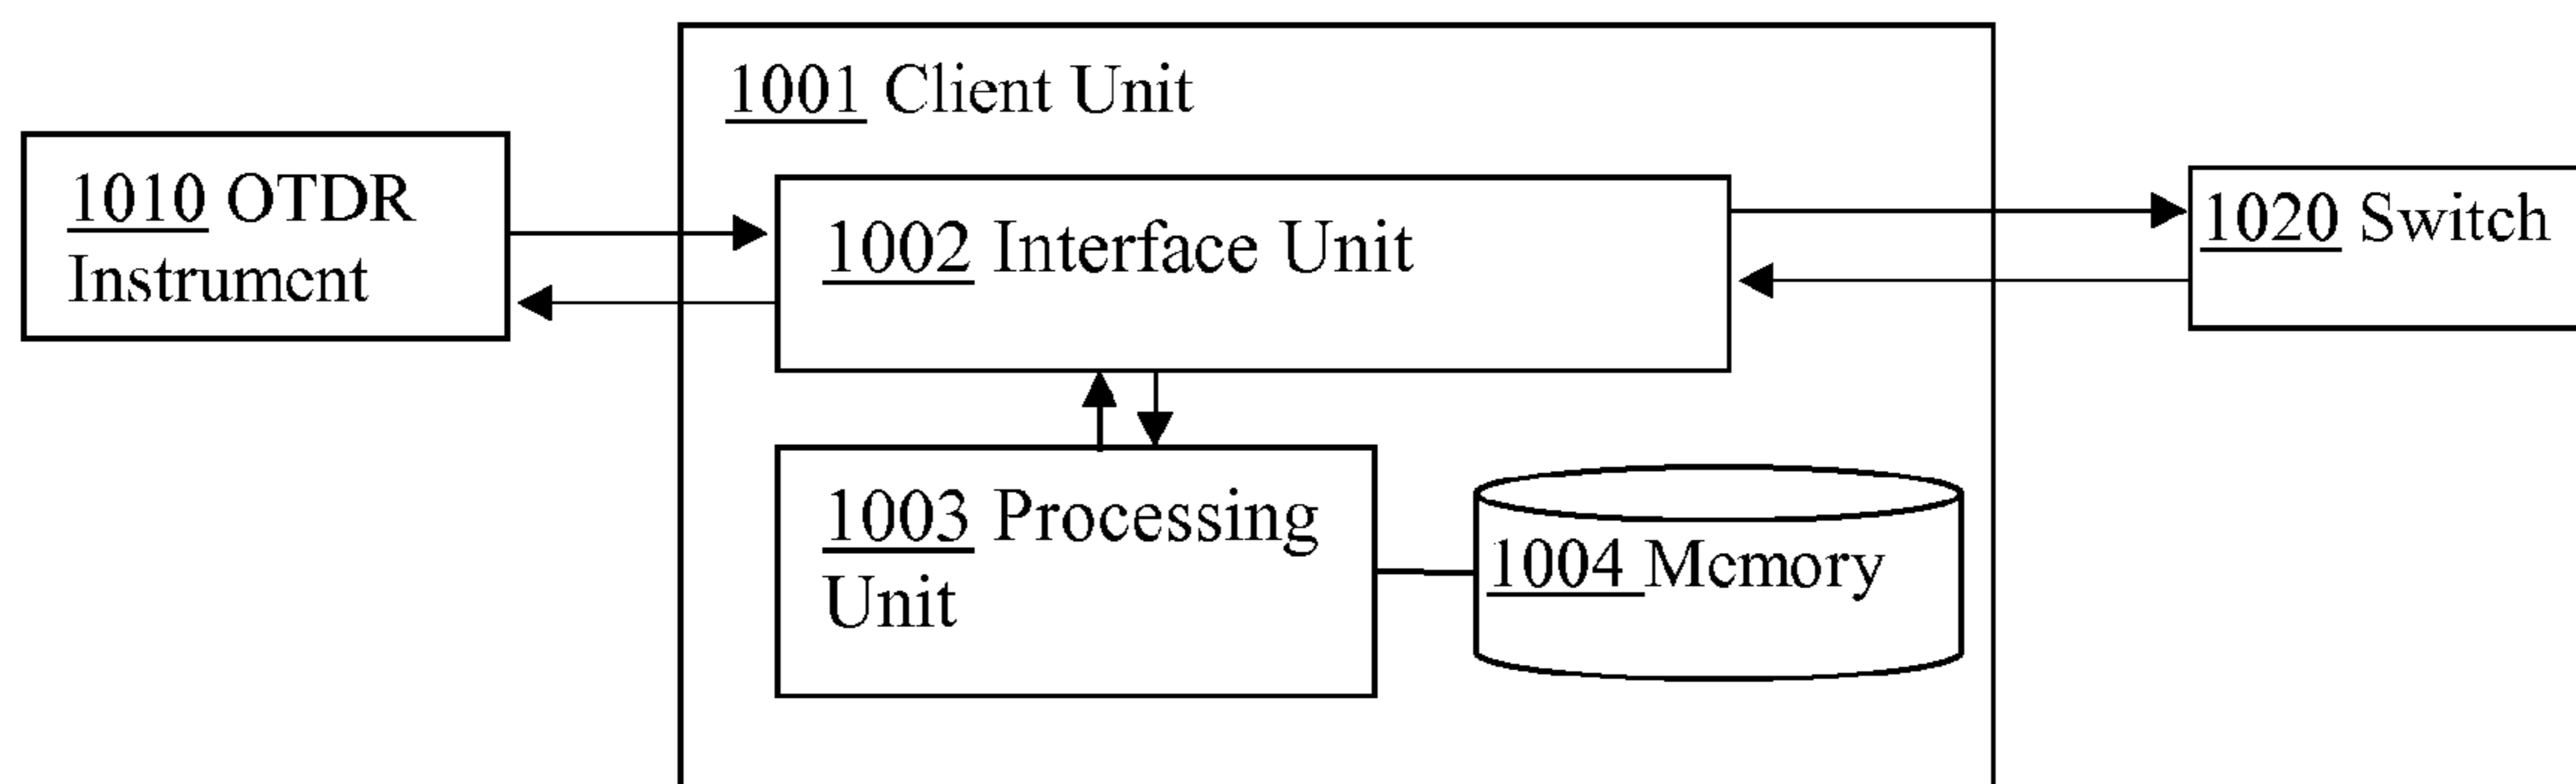 1001 Client Unit
1010 OTDR
Instrument
1002 Interface Unit
1020 Switch
1003 Processing
Unit
1004 Memory